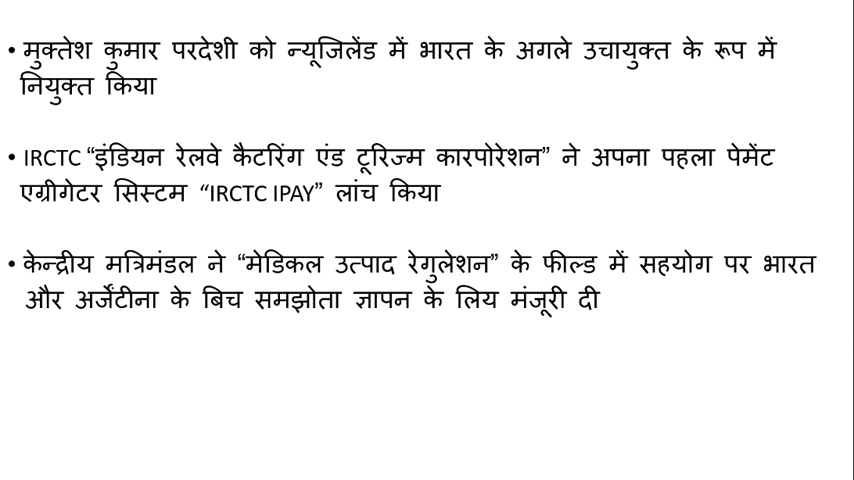 • मुक्तेश कुमार परदेशी को न्यूजिलेंड में भारत के अगले उचायुक्त के रूप में
नियुक्त किया
• IRCTC “इंडियन रेलवे कैटरिंग एंड टूरिज्म कारपोरेशन” ने अपना पहला पेमेंट
एग्रीगेटर सिस्टम “IRCTC IPAY” लांच किया
• केन्द्रीय मत्रिमंडल ने “मेडिकल उत्पाद रेगुलेशन” के फील्ड में सहयोग पर भारत
और अर्जेंटीना के बिच समझोता ज्ञापन के लिय मंजूरी दी